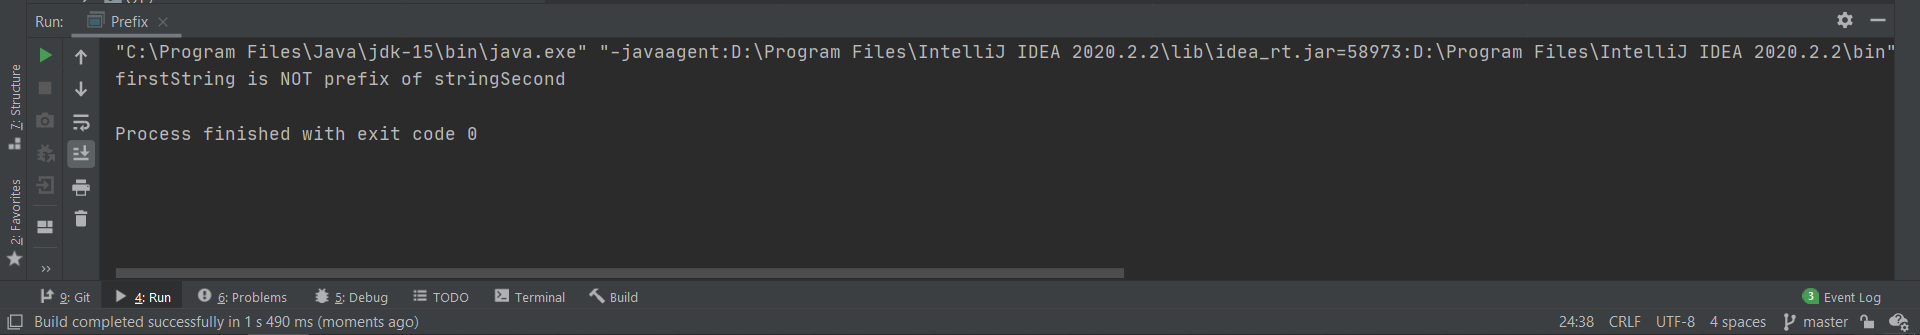 Run: Prefix
"C:\Program Files\Java\jdk-15\bin\java.exe" "-javaagent:D:\Program Files\IntelliJ IDEA 2020.2.2\lib\idea_rt.jar=58973:D:\Program Files\IntelliJ IDEA 2020.2.2\bin"
firstString is NOT prefix of stringSecond
Process finished with exit code 0
7: Structure
2: Favorites
9: Git 4: Run 6: Problems 5: Debug TODO Terminal Build 3 Event Log
Build completed successfully in 1 s 490 ms (moments ago) 24:38 CRLF UTF-8 4 spaces master